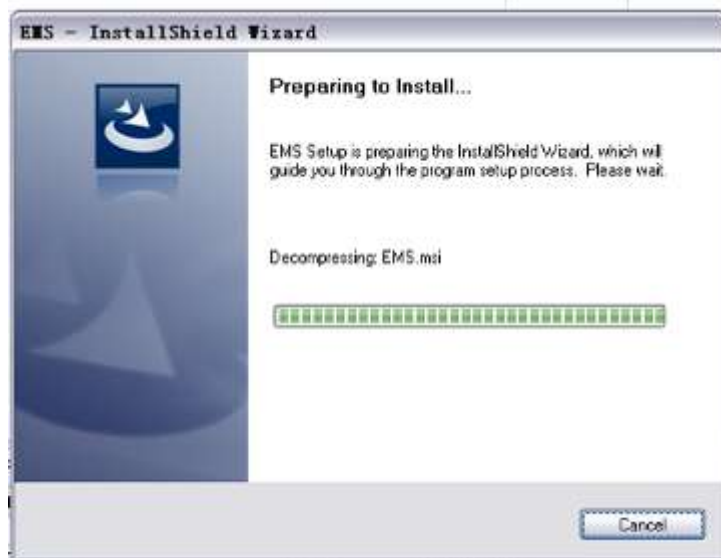 EMS - InstallShield Wizard
Preparing to Install...
EMS Setup is preparing the InstallShield Wizard, which will
guide you through the program setup process. Please wait.
Decompressing: EMS.msi
Cancel